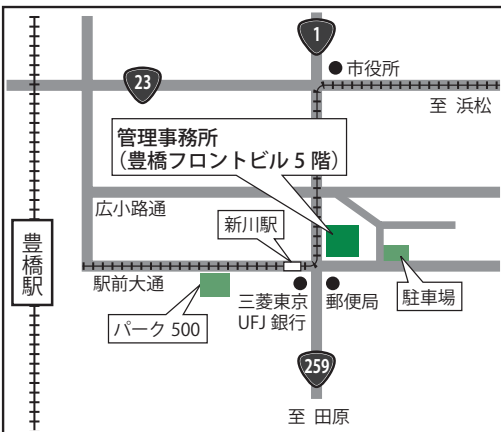 1
市役所
23
至 浜松
管理事務所
(豊橋フロントビル 5 階)
広小路通
新川駅
豊橋駅
駅前大通
三菱東京
UFJ 銀行
郵便局
駐車場
パーク 500
259
至 田原